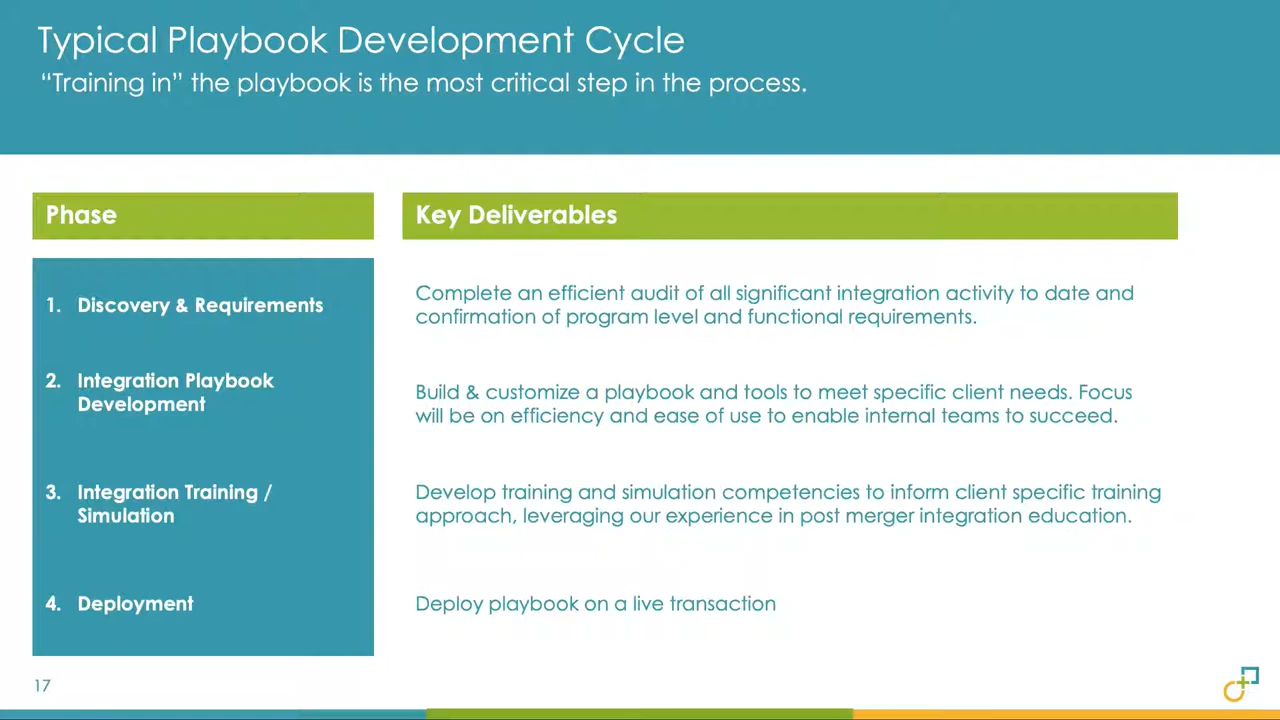 Typical Playbook Development Cycle
“Training in” the playbook is the most critical step in the process.
Phase
Key Deliverables
1. Discovery & Requirements
Complete an efficient audit of all significant integration activity to date and
confirmation of program level and functional requirements.
2. Integration Playbook
Development
Build & customize a playbook and tools to meet specific client needs. Focus
will be on efficiency and ease of use to enable internal teams to succeed.
3. Integration Training /
Simulation
Develop training and simulation competencies to inform client specific training
approach, leveraging our experience in post merger integration education.
4. Deployment
Deploy playbook on a live transaction
17